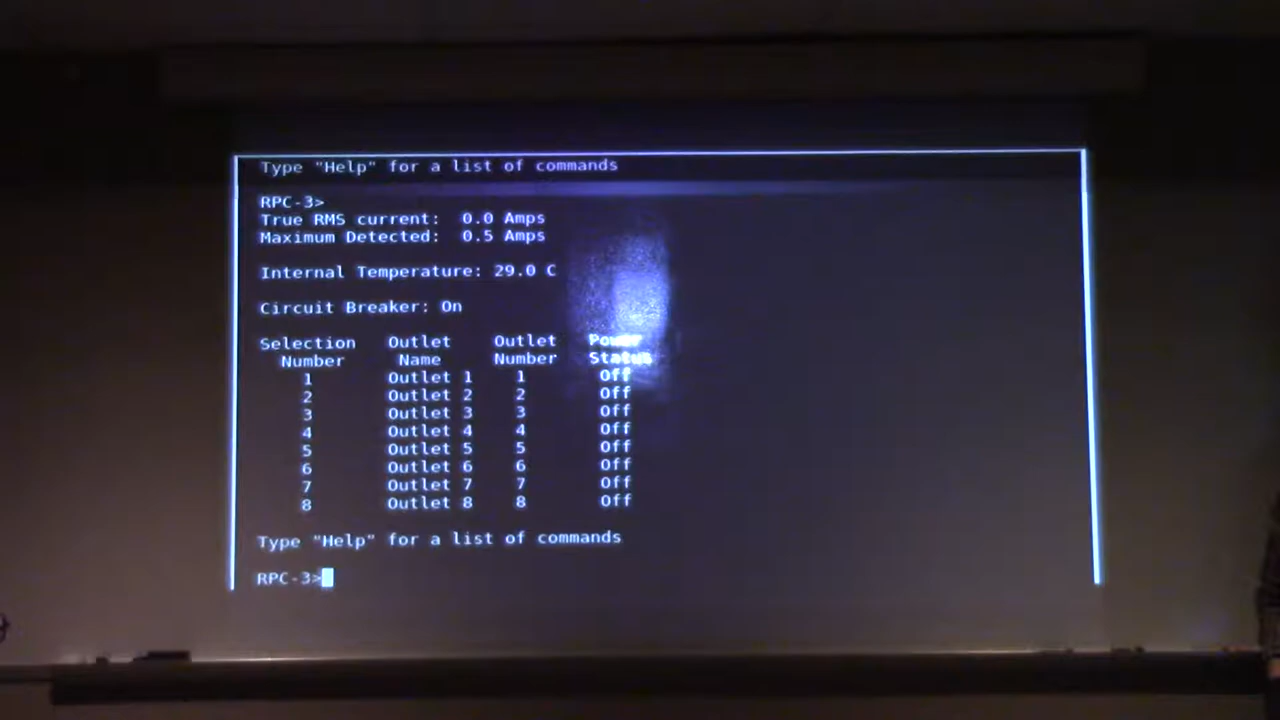 Type "Help" for a list of commands
RPC-3>
True RMS current: 0.0 Amps
Maximum Detected: 0.5 Amps
Internal Temperature: 29.0 C
Circuit Breaker: On
Selection Outlet Outlet Power
Number Name Number Status
1 Outlet 1 1 Off
2 Outlet 2 2 Off
3 Outlet 3 3 Off
4 Outlet 4 4 Off
5 Outlet 5 5 Off
6 Outlet 6 6 Off
7 Outlet 7 7 Off
8 Outlet 8 8 Off
Type "Help" for a list of commands
RPC-3>